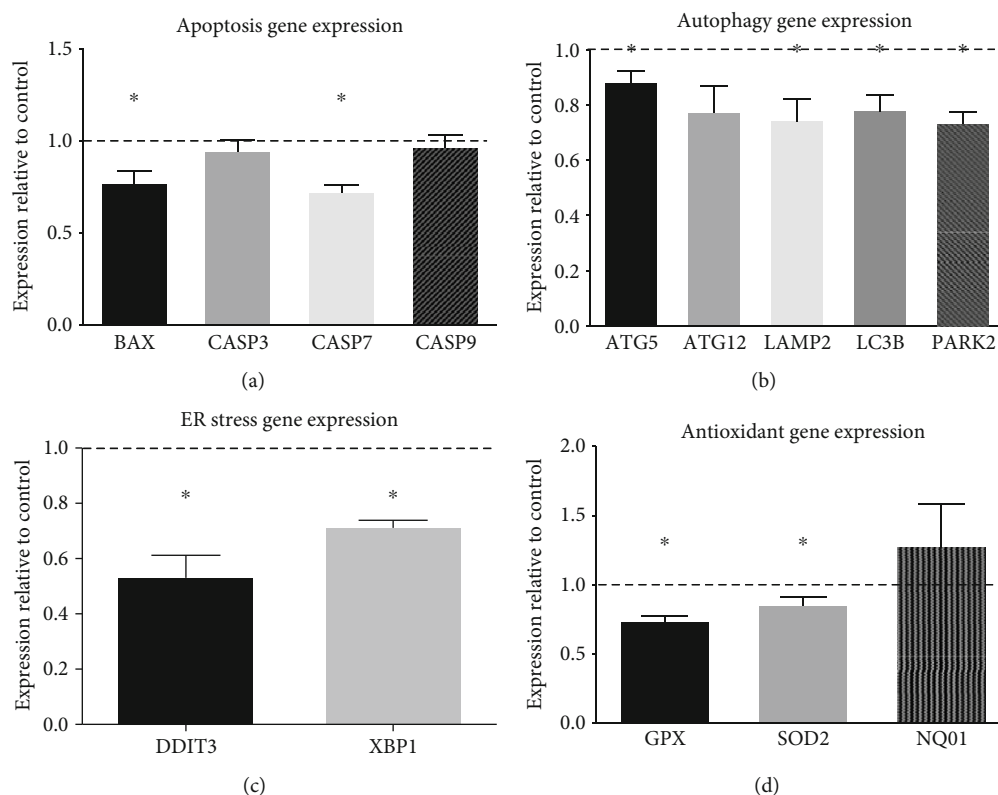 Apoptosis gene expression
Expression relative to control
1.5
1.0
0.5
0.0
* *
BAX CASP3 CASP7 CASP9
(a)
Autophagy gene expression
Expression relative to control
1.0
0.8
0.6
0.4
0.2
0.0
* * * *
ATG5 ATG12 LAMP2 LC3B PARK2
(b)
ER stress gene expression
Expression relative to control
1.0
0.8
0.6
0.4
0.2
0.0
* *
DDIT3 XBP1
(c)
Antioxidant gene expression
Expression relative to control
2.0
1.5
1.0
0.5
0.0
* *
GPX SOD2 NQ01
(d)